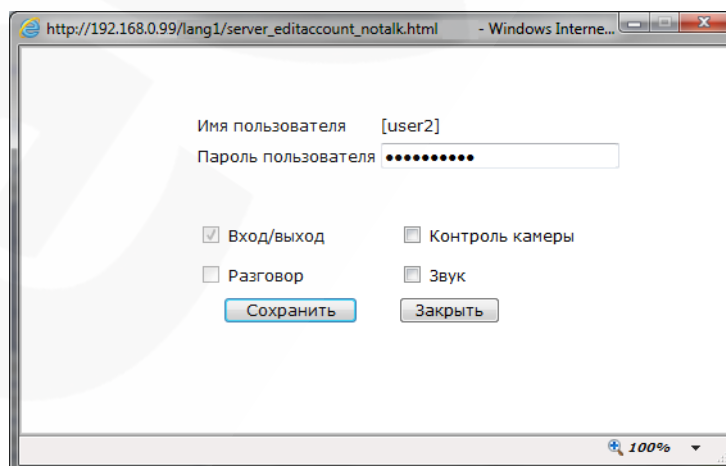 http://192.168.0.99/lang1/server_editaccount_notalk.html - Windows Interne...
Имя пользователя [user2]
Пароль пользователя ••••••••••
Вход/выход Контроль камеры
Разговор Звук
Сохранить Закрыть
100%